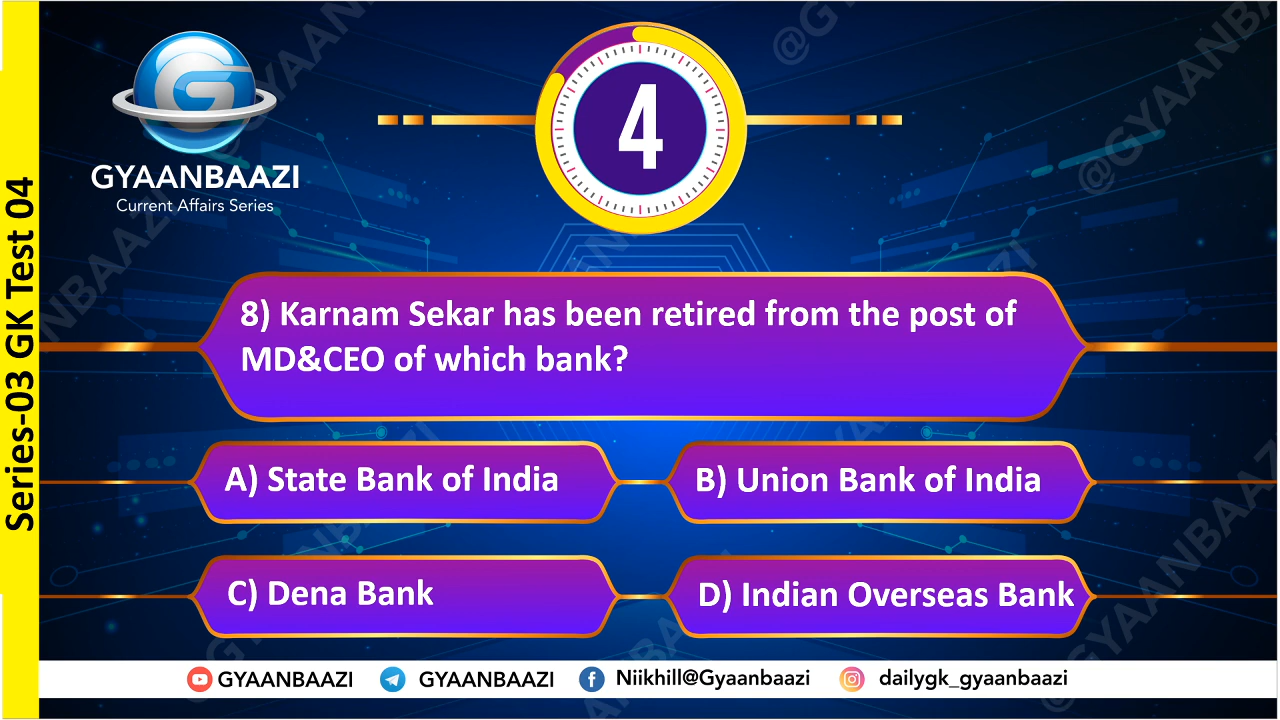 Series-03 GK Test 04
GYAANBAAZI
Current Affairs Series
4
8) Karnam Sekar has been retired from the post of
MD&CEO of which bank?
A) State Bank of India
B) Union Bank of India
C) Dena Bank
D) Indian Overseas Bank
GYAANBAAZI GYAANBAAZI Niikhill@Gyaanbaazi dailygk_gyaanbaazi
@GYAANBAAZI